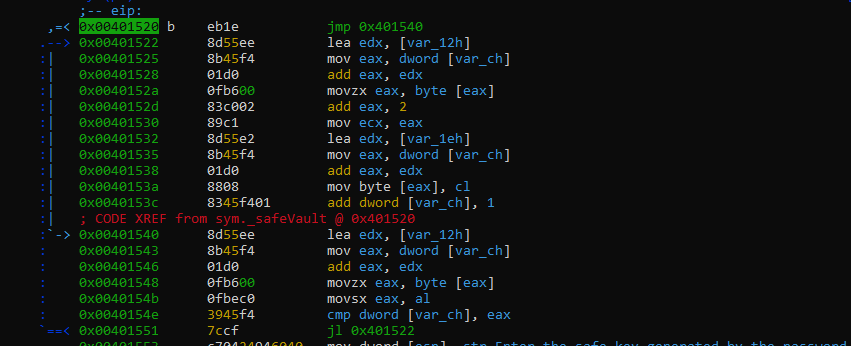 ;-- eip:
,=< 0x00401520 b eb1e jmp 0x401540
.--> 0x00401522 8d55ee lea edx, [var_12h]
:| 0x00401525 8b45f4 mov eax, dword [var_ch]
:| 0x00401528 01d0 add eax, edx
:| 0x0040152a 0fb600 movzx eax, byte [eax]
:| 0x0040152d 83c002 add eax, 2
:| 0x00401530 89c1 mov ecx, eax
:| 0x00401532 8d55e2 lea edx, [var_1eh]
:| 0x00401535 8b45f4 mov eax, dword [var_ch]
:| 0x00401538 01d0 add eax, edx
:| 0x0040153a 8808 mov byte [eax], cl
:| 0x0040153c 8345f401 add dword [var_ch], 1
:| ; CODE XREF from sym._safeVault @ 0x401520
:`-> 0x00401540 8d55ee lea edx, [var_12h]
: 0x00401543 8b45f4 mov eax, dword [var_ch]
: 0x00401546 01d0 add eax, edx
: 0x00401548 0fb600 movzx eax, byte [eax]
: 0x0040154b 0fbec0 movsx eax, al
: 0x0040154e 3945f4 cmp dword [var_ch], eax
`==< 0x00401551 7ccf jl 0x401522